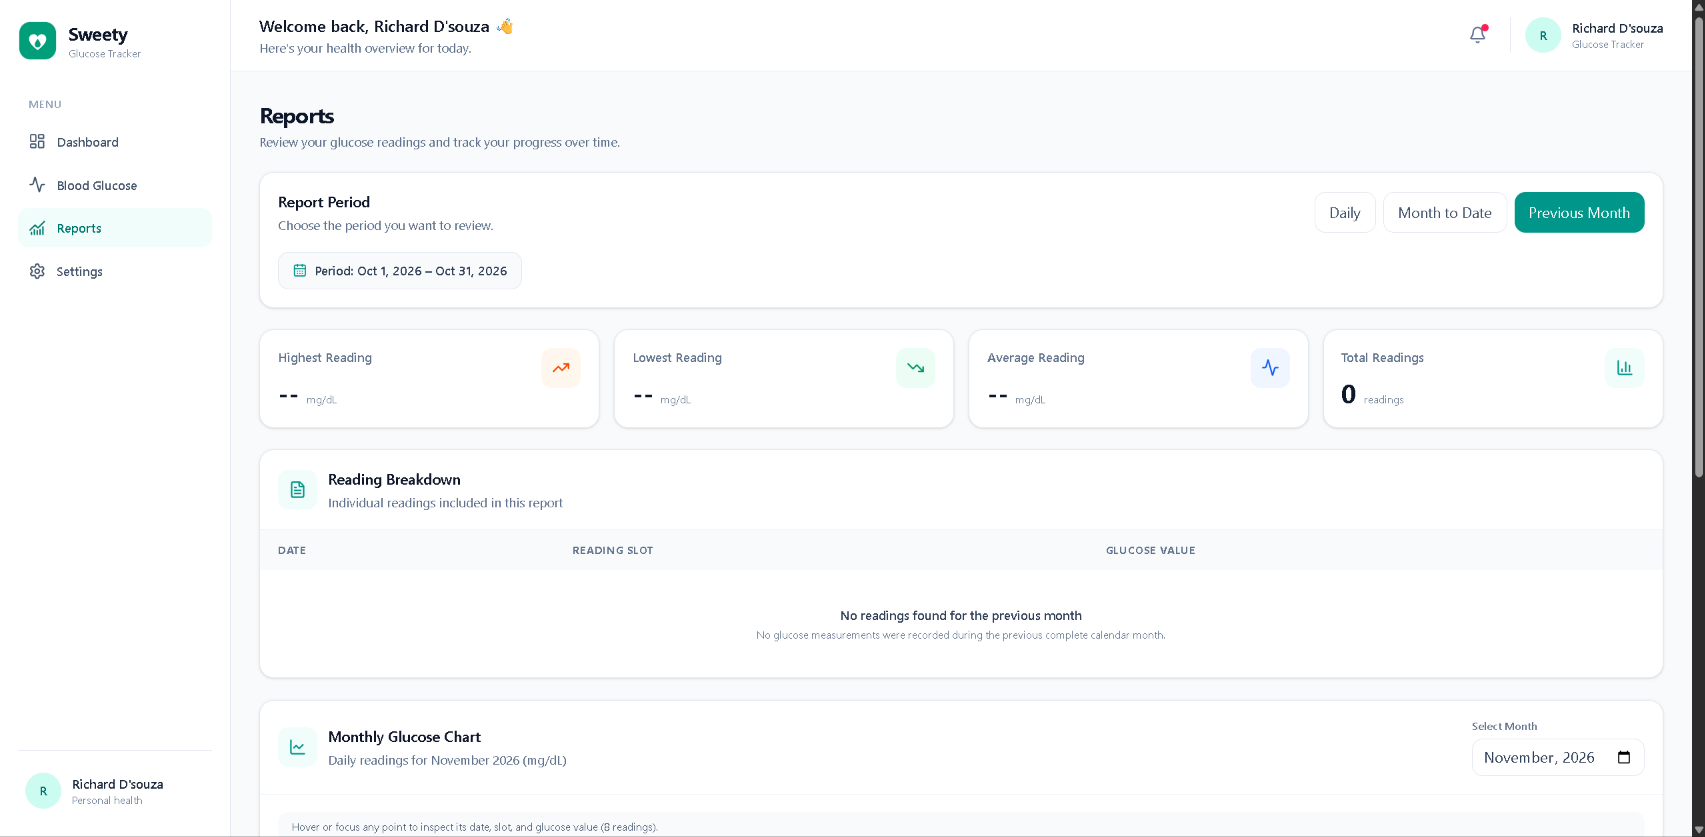 Sweety
Glucose Tracker
MENU
Dashboard
Blood Glucose
Reports
Settings
Richard D'souza
R
Personal health
Welcome back, Richard D'souza 👋
Here's your health overview for today.
R
Richard D'souza
Glucose Tracker
Reports
Review your glucose readings and track your progress over time.
Report Period
Choose the period you want to review.
Daily
Month to Date
Previous Month
Period: Oct 1, 2026 – Oct 31, 2026
Highest Reading
-- mg/dL
Lowest Reading
-- mg/dL
Average Reading
-- mg/dL
Total Readings
0 readings
Reading Breakdown
Individual readings included in this report
DATE READING SLOT GLUCOSE VALUE
No readings found for the previous month
No glucose measurements were recorded during the previous complete calendar month.
Monthly Glucose Chart
Daily readings for November 2026 (mg/dL)
Select Month
November, 2026
Hover or focus any point to inspect its date, slot, and glucose value (8 readings).